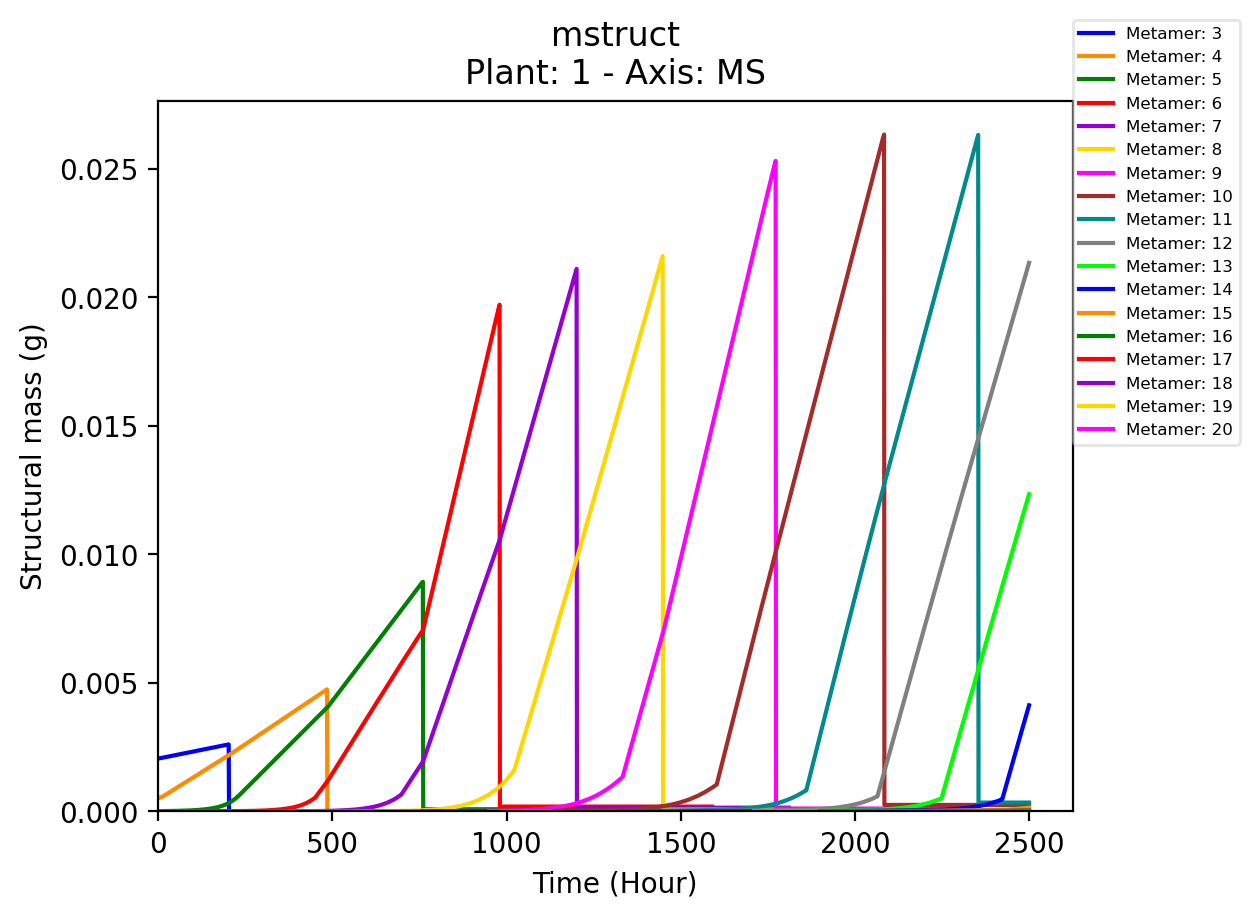 mstruct
Plant: 1 - Axis: MS
Metamer: 3
Metamer: 4
Metamer: 5
Metamer: 6
Metamer: 7
Metamer: 8
Metamer: 9
Metamer: 10
Metamer: 11
Metamer: 12
Metamer: 13
Metamer: 14
Metamer: 15
Metamer: 16
Metamer: 17
Metamer: 18
Metamer: 19
Metamer: 20
Structural mass (g)
0.025
0.020
0.015
0.010
0.005
0.000
0 500 1000 1500 2000 2500
Time (Hour)